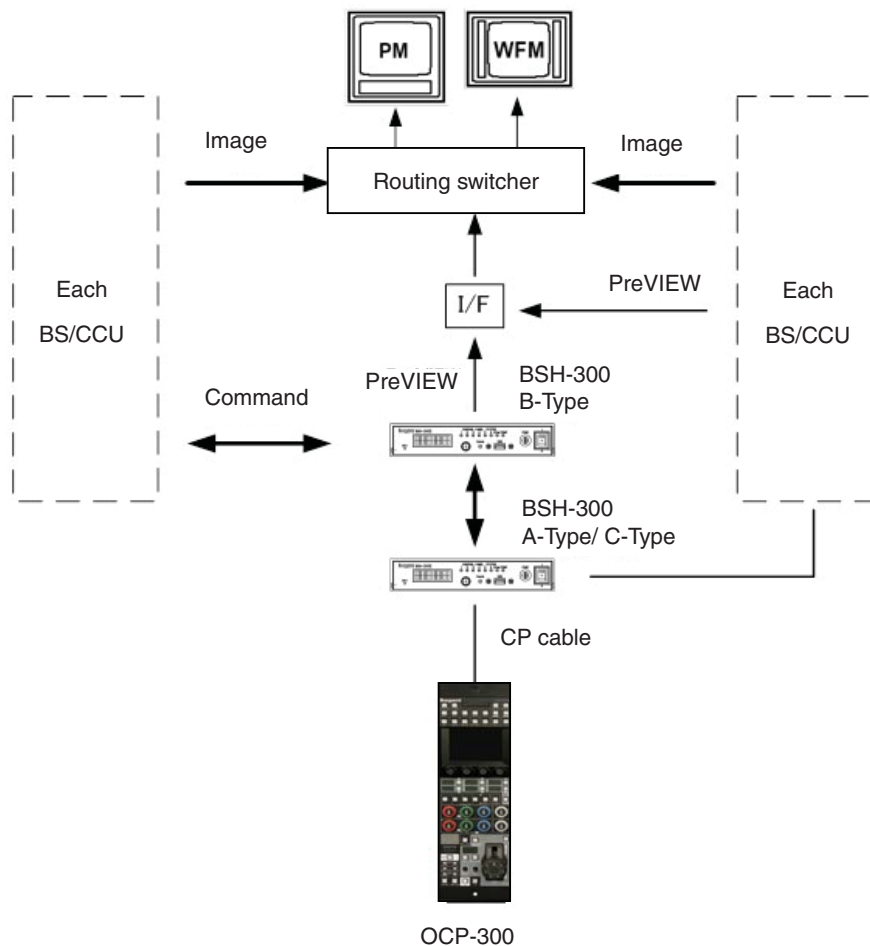 PM
WFM
Image
Image
Routing switcher
PreVIEW
I/F
Each
BS/CCU
Each
BS/CCU
PreVIEW
BSH-300
B-Type
Command
BSH-300
A-Type/ C-Type
CP cable
OCP-300